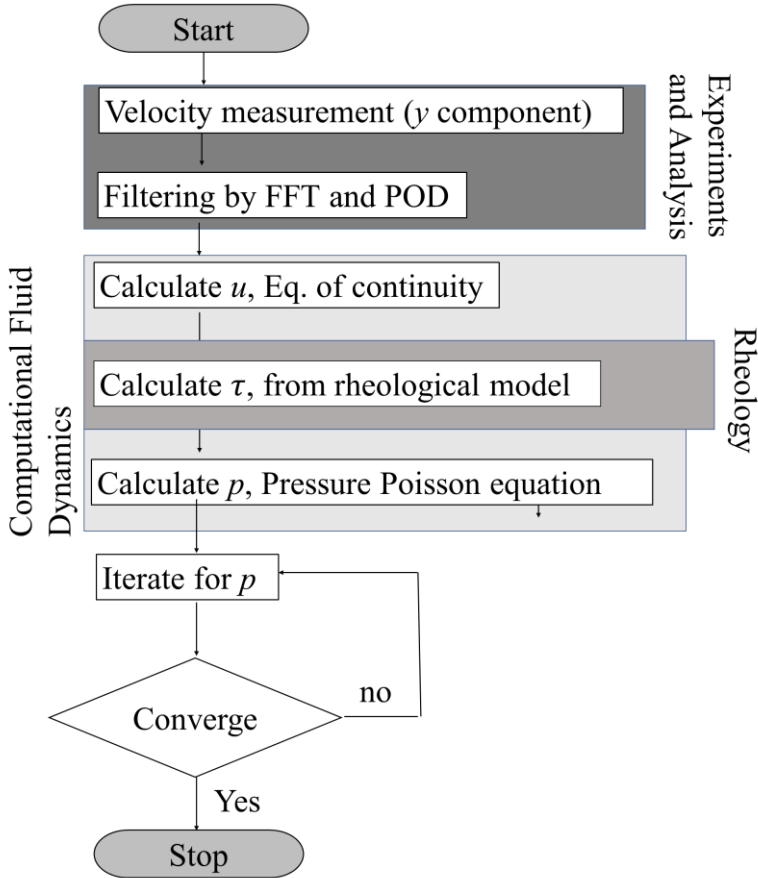 Start
Experiments
and Analysis
Velocity measurement (y component)
Filtering by FFT and POD
Computational Fluid
Dynamics
Calculate u, Eq. of continuity
Rheology
Calculate τ, from rheological model
Calculate p, Pressure Poisson equation
Iterate for p
no
Converge
Yes
Stop